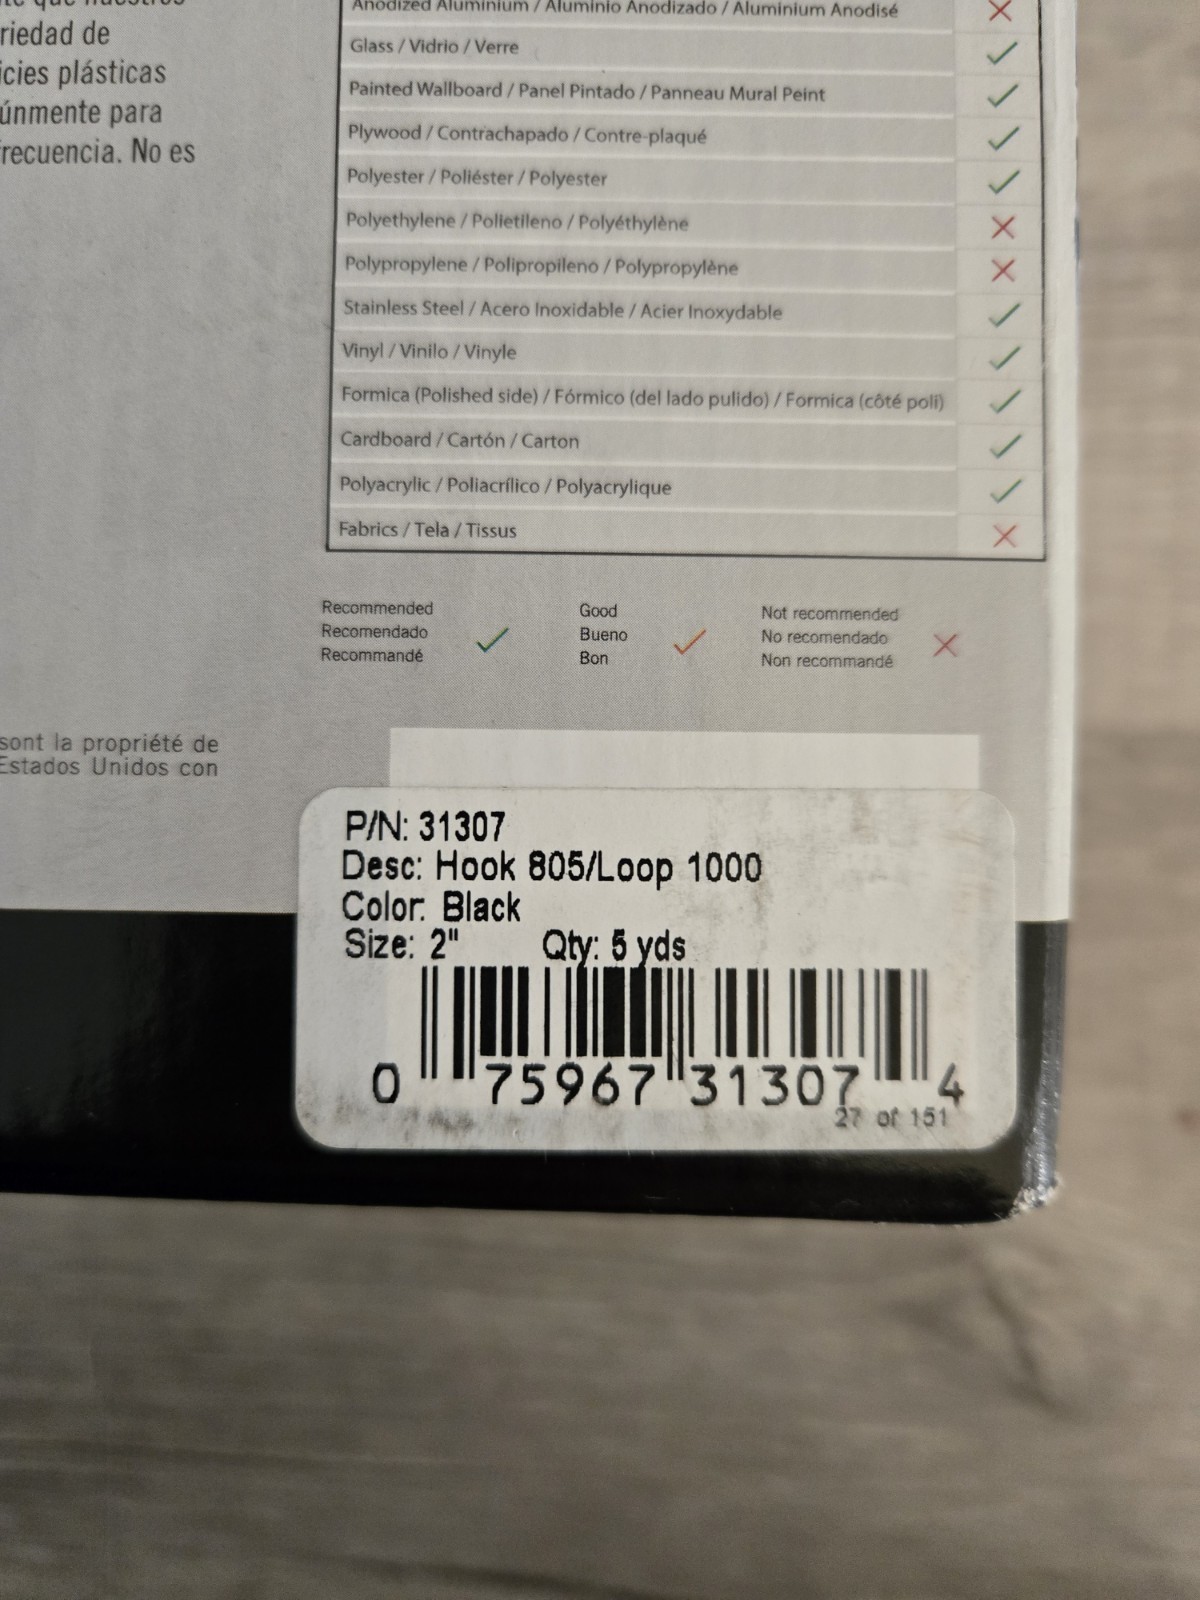 riedad de
icies plásticas
únmente para
recuencia. No es
Anodized Aluminium / Aluminio Anodizado / Aluminium Anodisé
Glass / Vidrio / Verre
Painted Wallboard / Panel Pintado / Panneau Mural Peint
Plywood / Contrachapado / Contre-plaqué
Polyester / Poliéster / Polyester
Polyethylene / Polietileno / Polyéthylène
Polypropylene / Polipropileno / Polypropylène
Stainless Steel / Acero Inoxidable / Acier Inoxydable
Vinyl / Vinilo / Vinyle
Formica (Polished side) / Fórmico (del lado pulido) / Formica (côté poli)
Cardboard / Cartón / Carton
Polyacrylic / Poliacrílico / Polyacrylique
Fabrics / Tela / Tissus
Recommended
Recomendado
Recommandé
Good
Bueno
Bon
Not recommended
No recomendado
Non recommandé
sont la propriété de
Estados Unidos con
P/N: 31307
Desc: Hook 805/Loop 1000
Color: Black
Size: 2" Qty: 5 yds
0 75967 31307 4
27 of 151